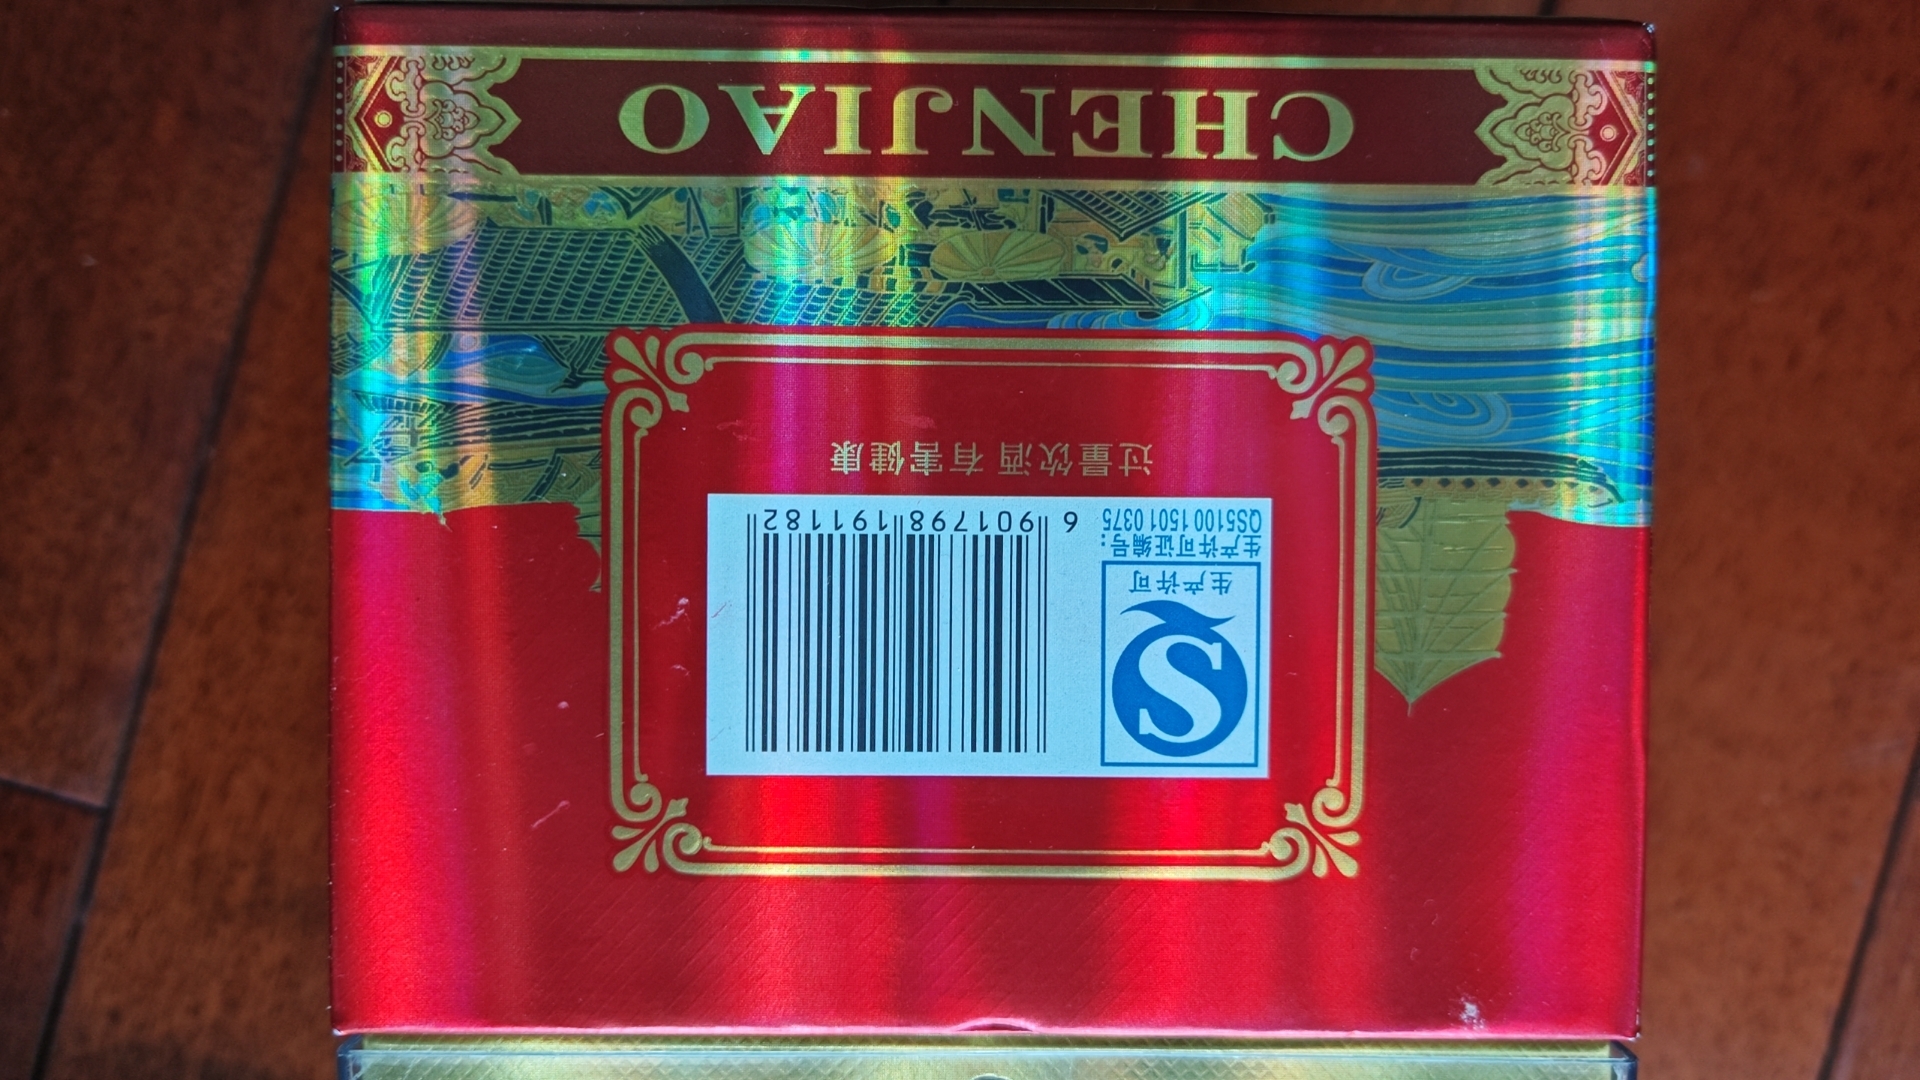 生产许可
生产许可证编号：
QS5100 1501 0375
6 901798 191182
过量饮酒 有害健康
CHENJIAO